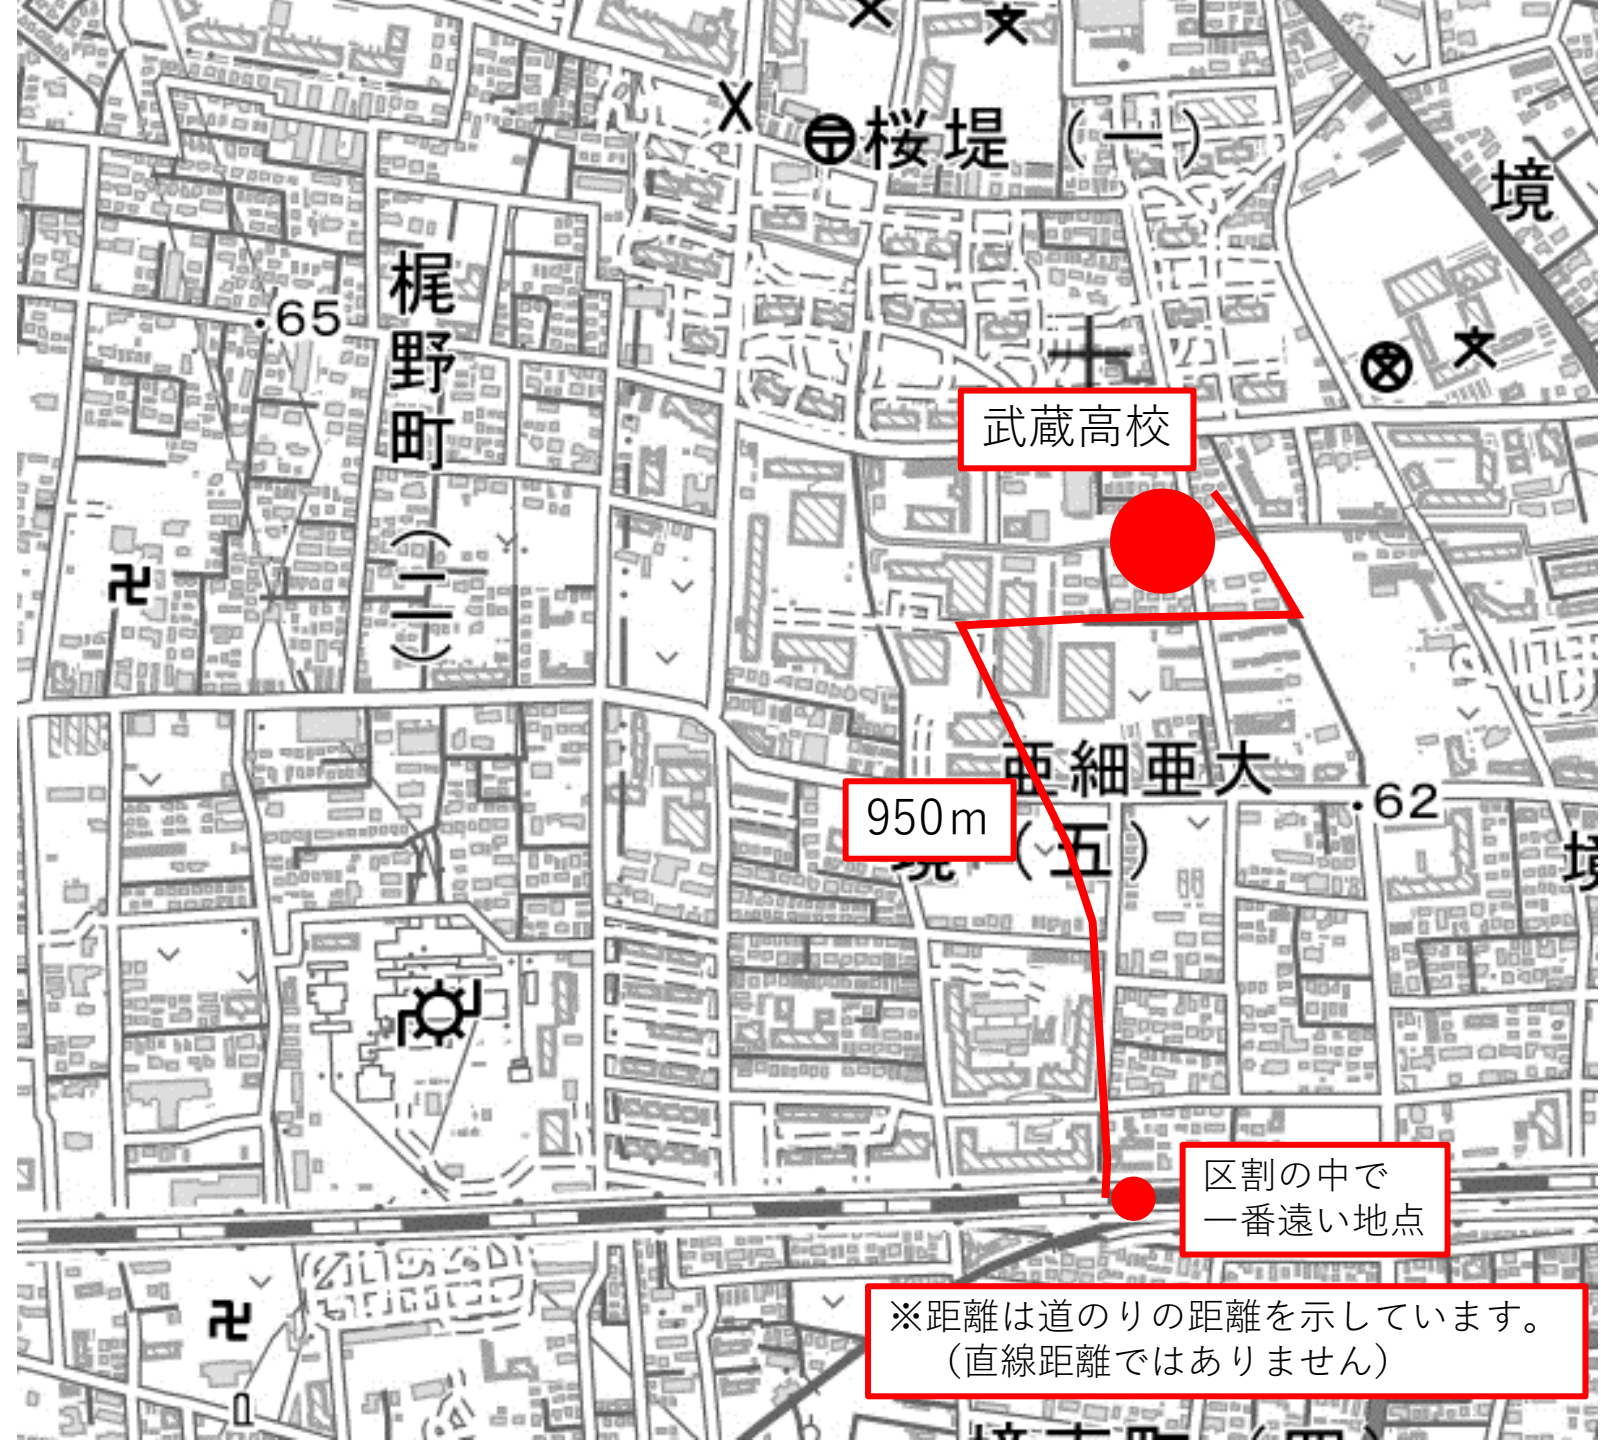 桜堤（一）
境
.65
梶野町（二）
武蔵高校
亜細亜大
.62
950m
（五）
境
区割の中で
一番遠い地点
※距離は道のりの距離を示しています。
（直線距離ではありません）